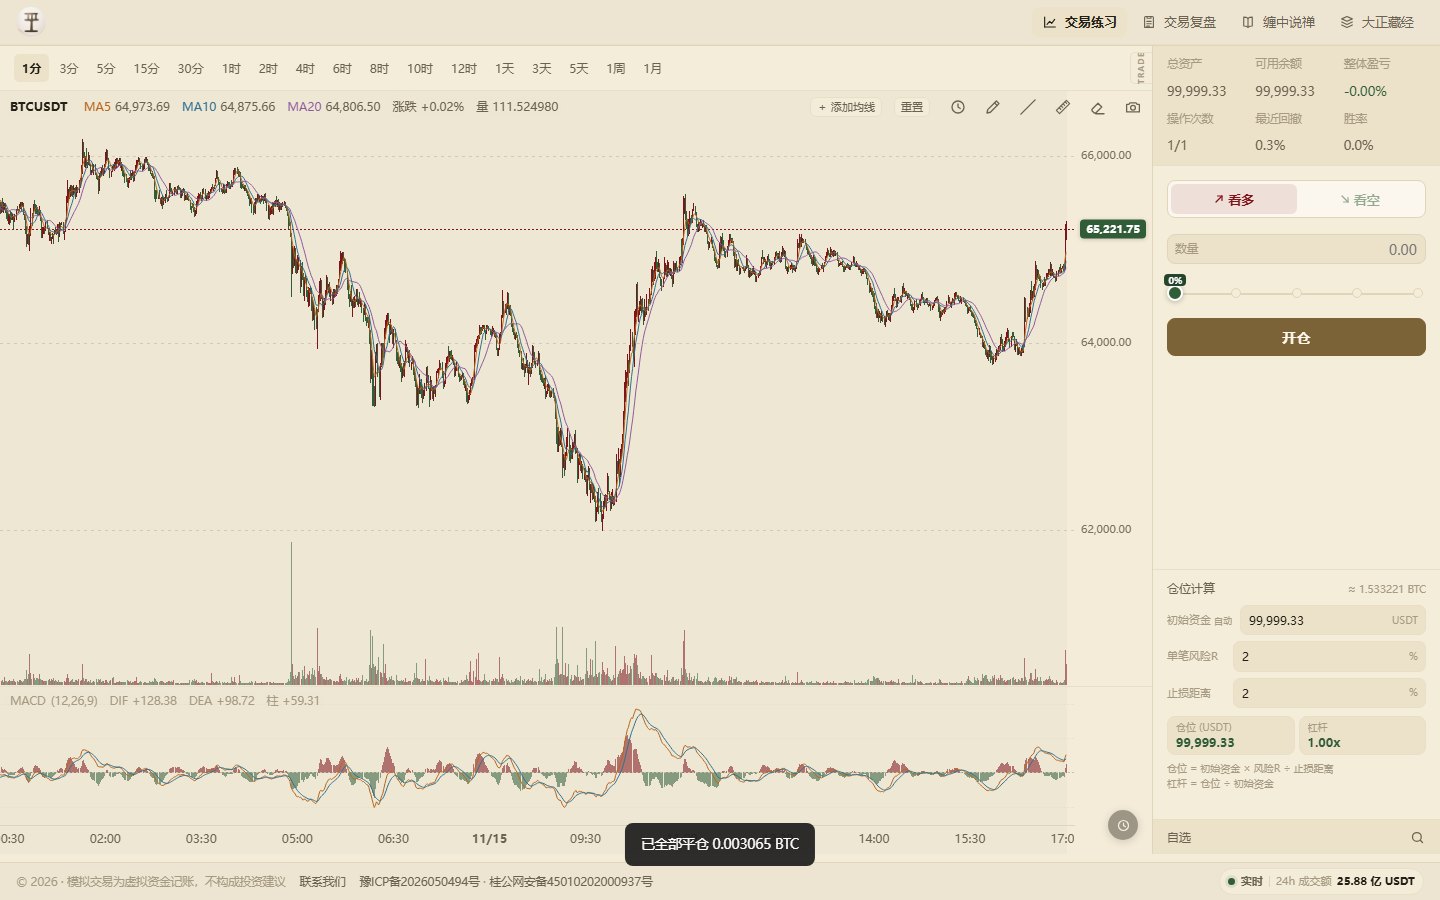 交易练习 交易复盘 缠中说禅 大正藏经
1分 3分 5分 15分 30分 1时 2时 4时 6时 8时 10时 12时 1天 3天 5天 1周 1月
TRADE
BTCUSDT MA5 64,973.69 MA10 64,875.66 MA20 64,806.50 涨跌 +0.02% 量 111.524980
+ 添加均线 重置
66,000.00
65,221.75
64,000.00
62,000.00
MACD (12,26,9) DIF +128.38 DEA +98.72 柱 +59.31
0:30 02:00 03:30 05:00 06:30 11/15 09:30 14:00 15:30 17:0
已全部平仓 0.003065 BTC
总资产 可用余额 整体盈亏
99,999.33 99,999.33 -0.00%
操作次数 最近回撤 胜率
1/1 0.3% 0.0%
看多 看空
数量 0.00
0%
开仓
仓位计算 ≈ 1.533221 BTC
初始资金 自动 99,999.33 USDT
单笔风险R 2 %
止损距离 2 %
仓位 (USDT) 杠杆
99,999.33 1.00x
仓位 = 初始资金 × 风险R ÷ 止损距离
杠杆 = 仓位 ÷ 初始资金
自选
© 2026 · 模拟交易为虚拟资金记账，不构成投资建议 联系我们 豫ICP备2026050494号 · 桂公网安备45010202000937号
实时 24h 成交额 25.88 亿 USDT